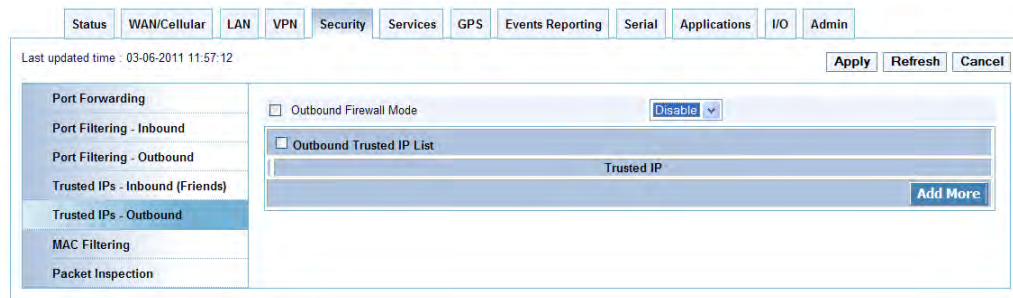 Status WAN/Cellular LAN VPN Security Services GPS Events Reporting Serial Applications I/O Admin
Last updated time : 03-06-2011 11:57:12
Apply Refresh Cancel
Port Forwarding
Port Filtering - Inbound
Port Filtering - Outbound
Trusted IPs - Inbound (Friends)
Trusted IPs - Outbound
MAC Filtering
Packet Inspection
Outbound Firewall Mode Disable
Outbound Trusted IP List
Trusted IP
Add More